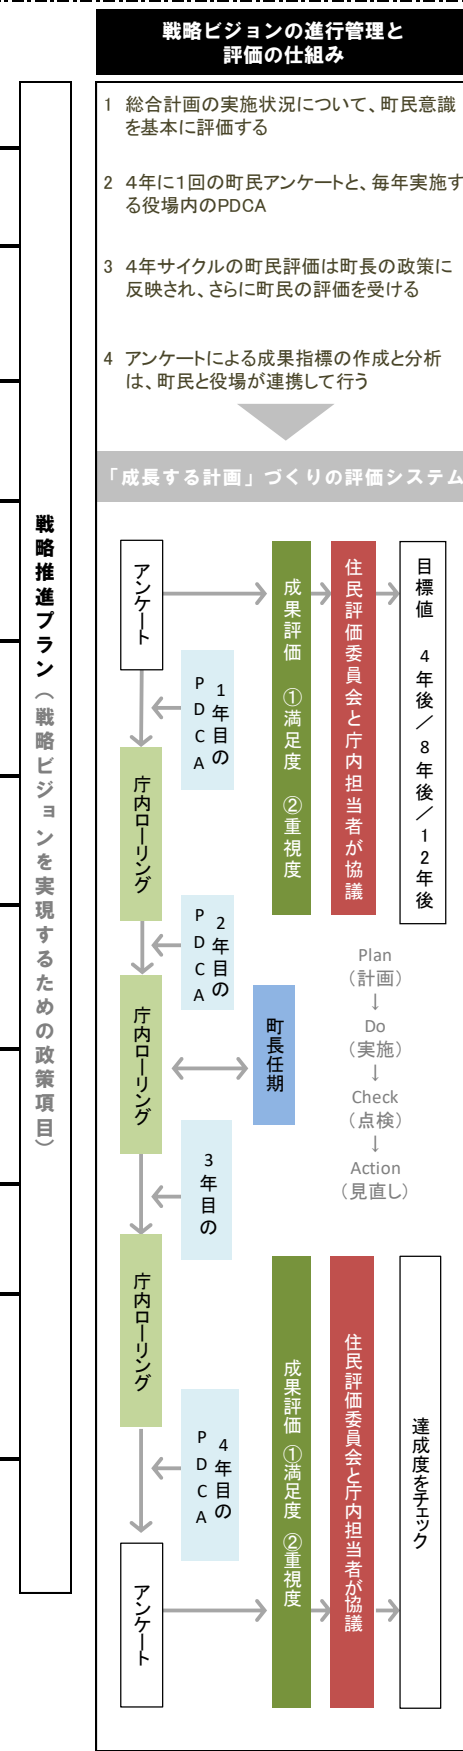 戦略ビジョンの進行管理と
評価の仕組み
戦略推進プラン（戦略ビジョンを実現するための政策項目）
1 総合計画の実施状況について、町民意識
を基本に評価する
2 4年に1回の町民アンケートと、毎年実施す
る役場内のPDCA
3 4年サイクルの町民評価は町長の政策に
反映され、さらに町民の評価を受ける
4 アンケートによる成果指標の作成と分析
は、町民と役場が連携して行う
「成長する計画」づくりの評価システム
アンケート
成果評価 ①満足度 ②重視度
住民評価委員会と庁内担当者が協議
目標値 4年後／8年後／12年後
1年目の
PDCA
庁内ローリング
2年目の
PDCA
庁内ローリング
町長任期
Plan
（計画）
↓
Do
（実施）
↓
Check
（点検）
↓
Action
（見直し）
3年目の
庁内ローリング
4年目の
PDCA
アンケート
成果評価 ①満足度 ②重視度
住民評価委員会と庁内担当者が協議
達成度をチェック